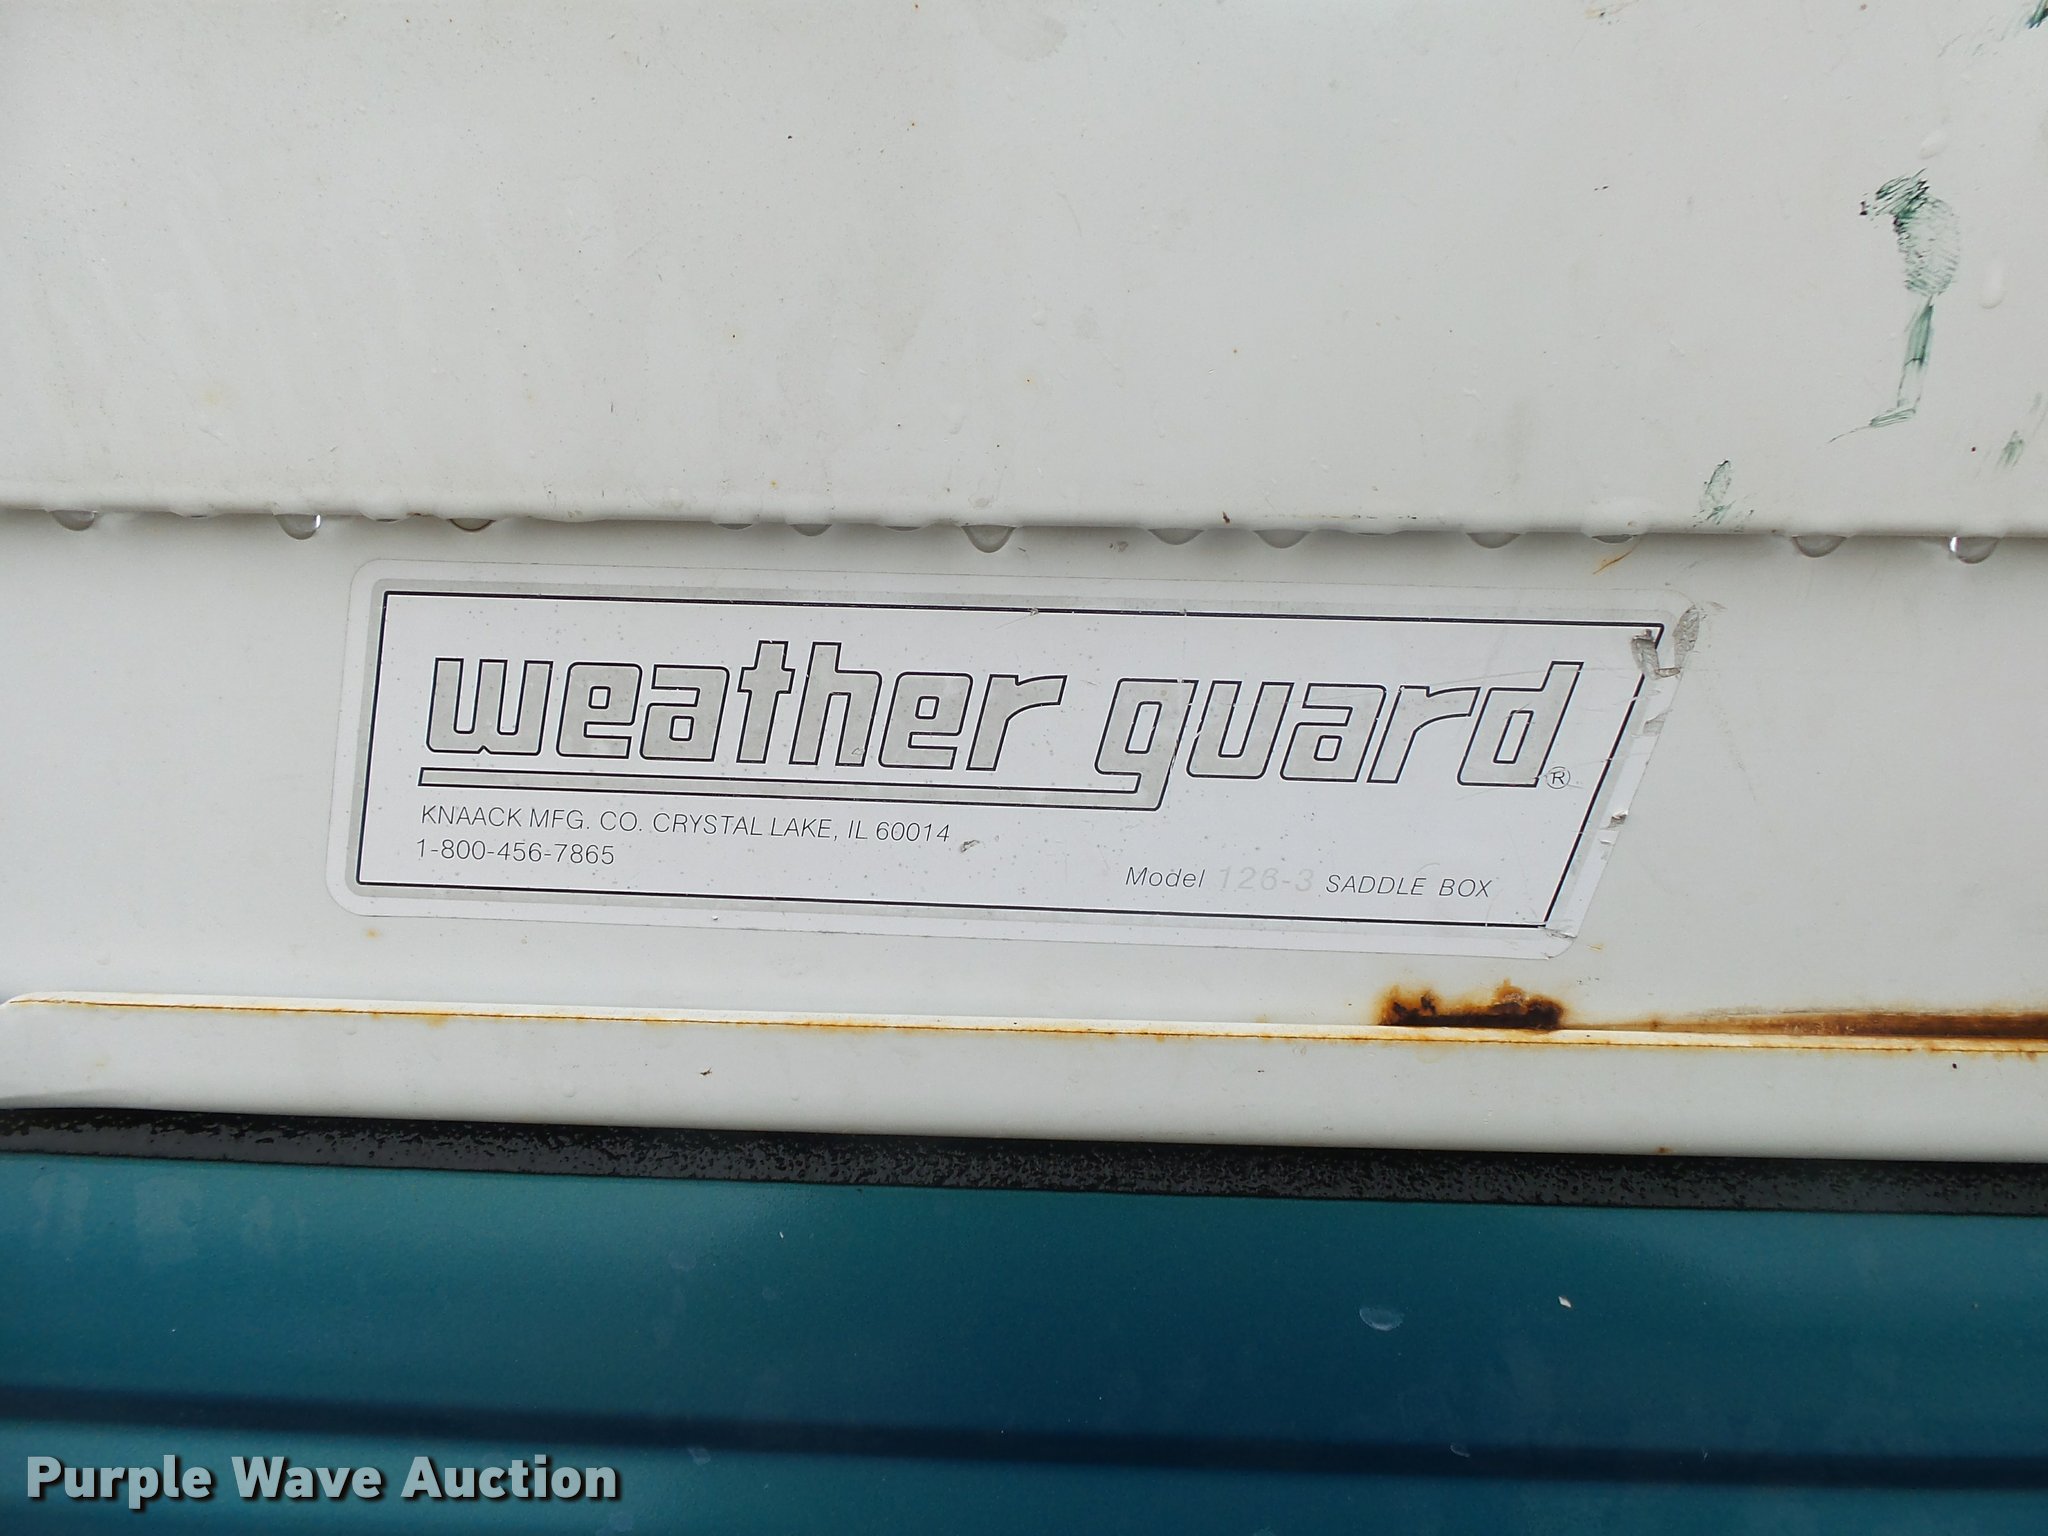 weather guard®
KNAACK MFG. CO. CRYSTAL LAKE, IL 60014
1-800-456-7865
Model 126-3 SADDLE BOX
Purple Wave Auction